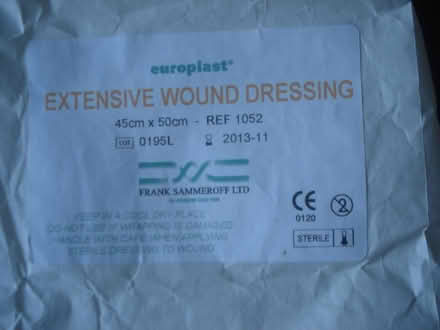 europlast®
EXTENSIVE WOUND DRESSING
45cm x 50cm - REF 1052
LOT 0195L 2013-11
FRANK SAMMEROFF LTD
KEEP IN A COOL DRY PLACE
DO NOT USE IF WRAPPING IS DAMAGED
HANDLE WITH CARE WHEN APPLYING
STERILE DRESSING TO WOUND
CE
0120
2
STERILE